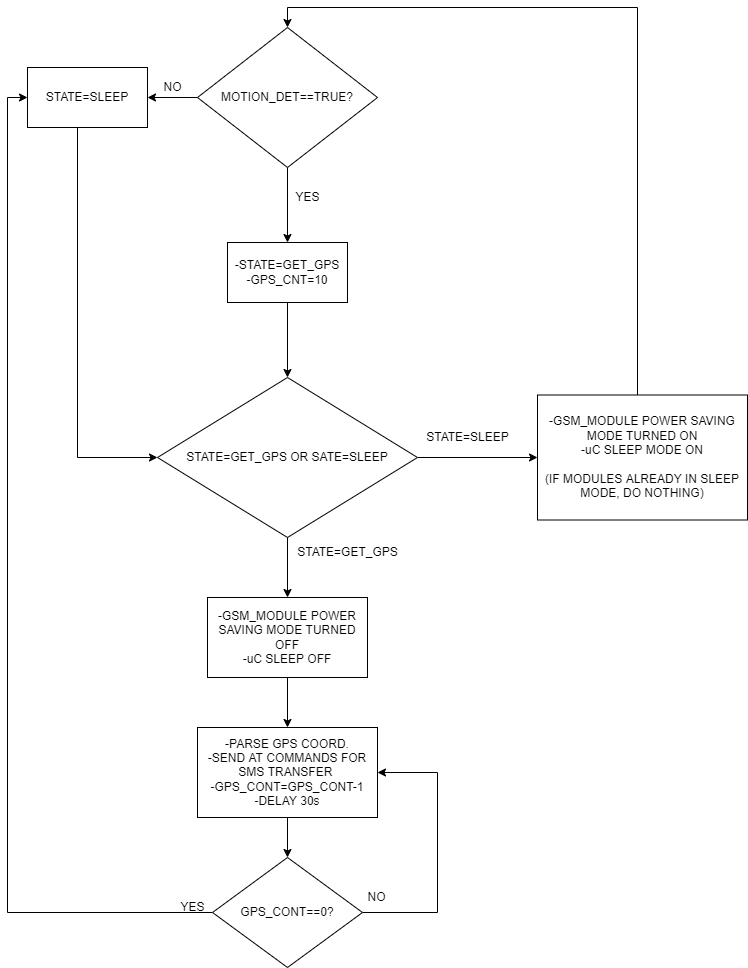 MOTION_DET==TRUE?
NO
STATE=SLEEP
YES
-STATE=GET_GPS
-GPS_CNT=10
STATE=GET_GPS OR SATE=SLEEP
STATE=SLEEP
-GSM_MODULE POWER SAVING
MODE TURNED ON
-uC SLEEP MODE ON
(IF MODULES ALREADY IN SLEEP
MODE, DO NOTHING)
STATE=GET_GPS
-GSM_MODULE POWER
SAVING MODE TURNED
OFF
-uC SLEEP OFF
-PARSE GPS COORD.
-SEND AT COMMANDS FOR
SMS TRANSFER
-GPS_CONT=GPS_CONT-1
-DELAY 30s
YES
GPS_CONT==0?
NO